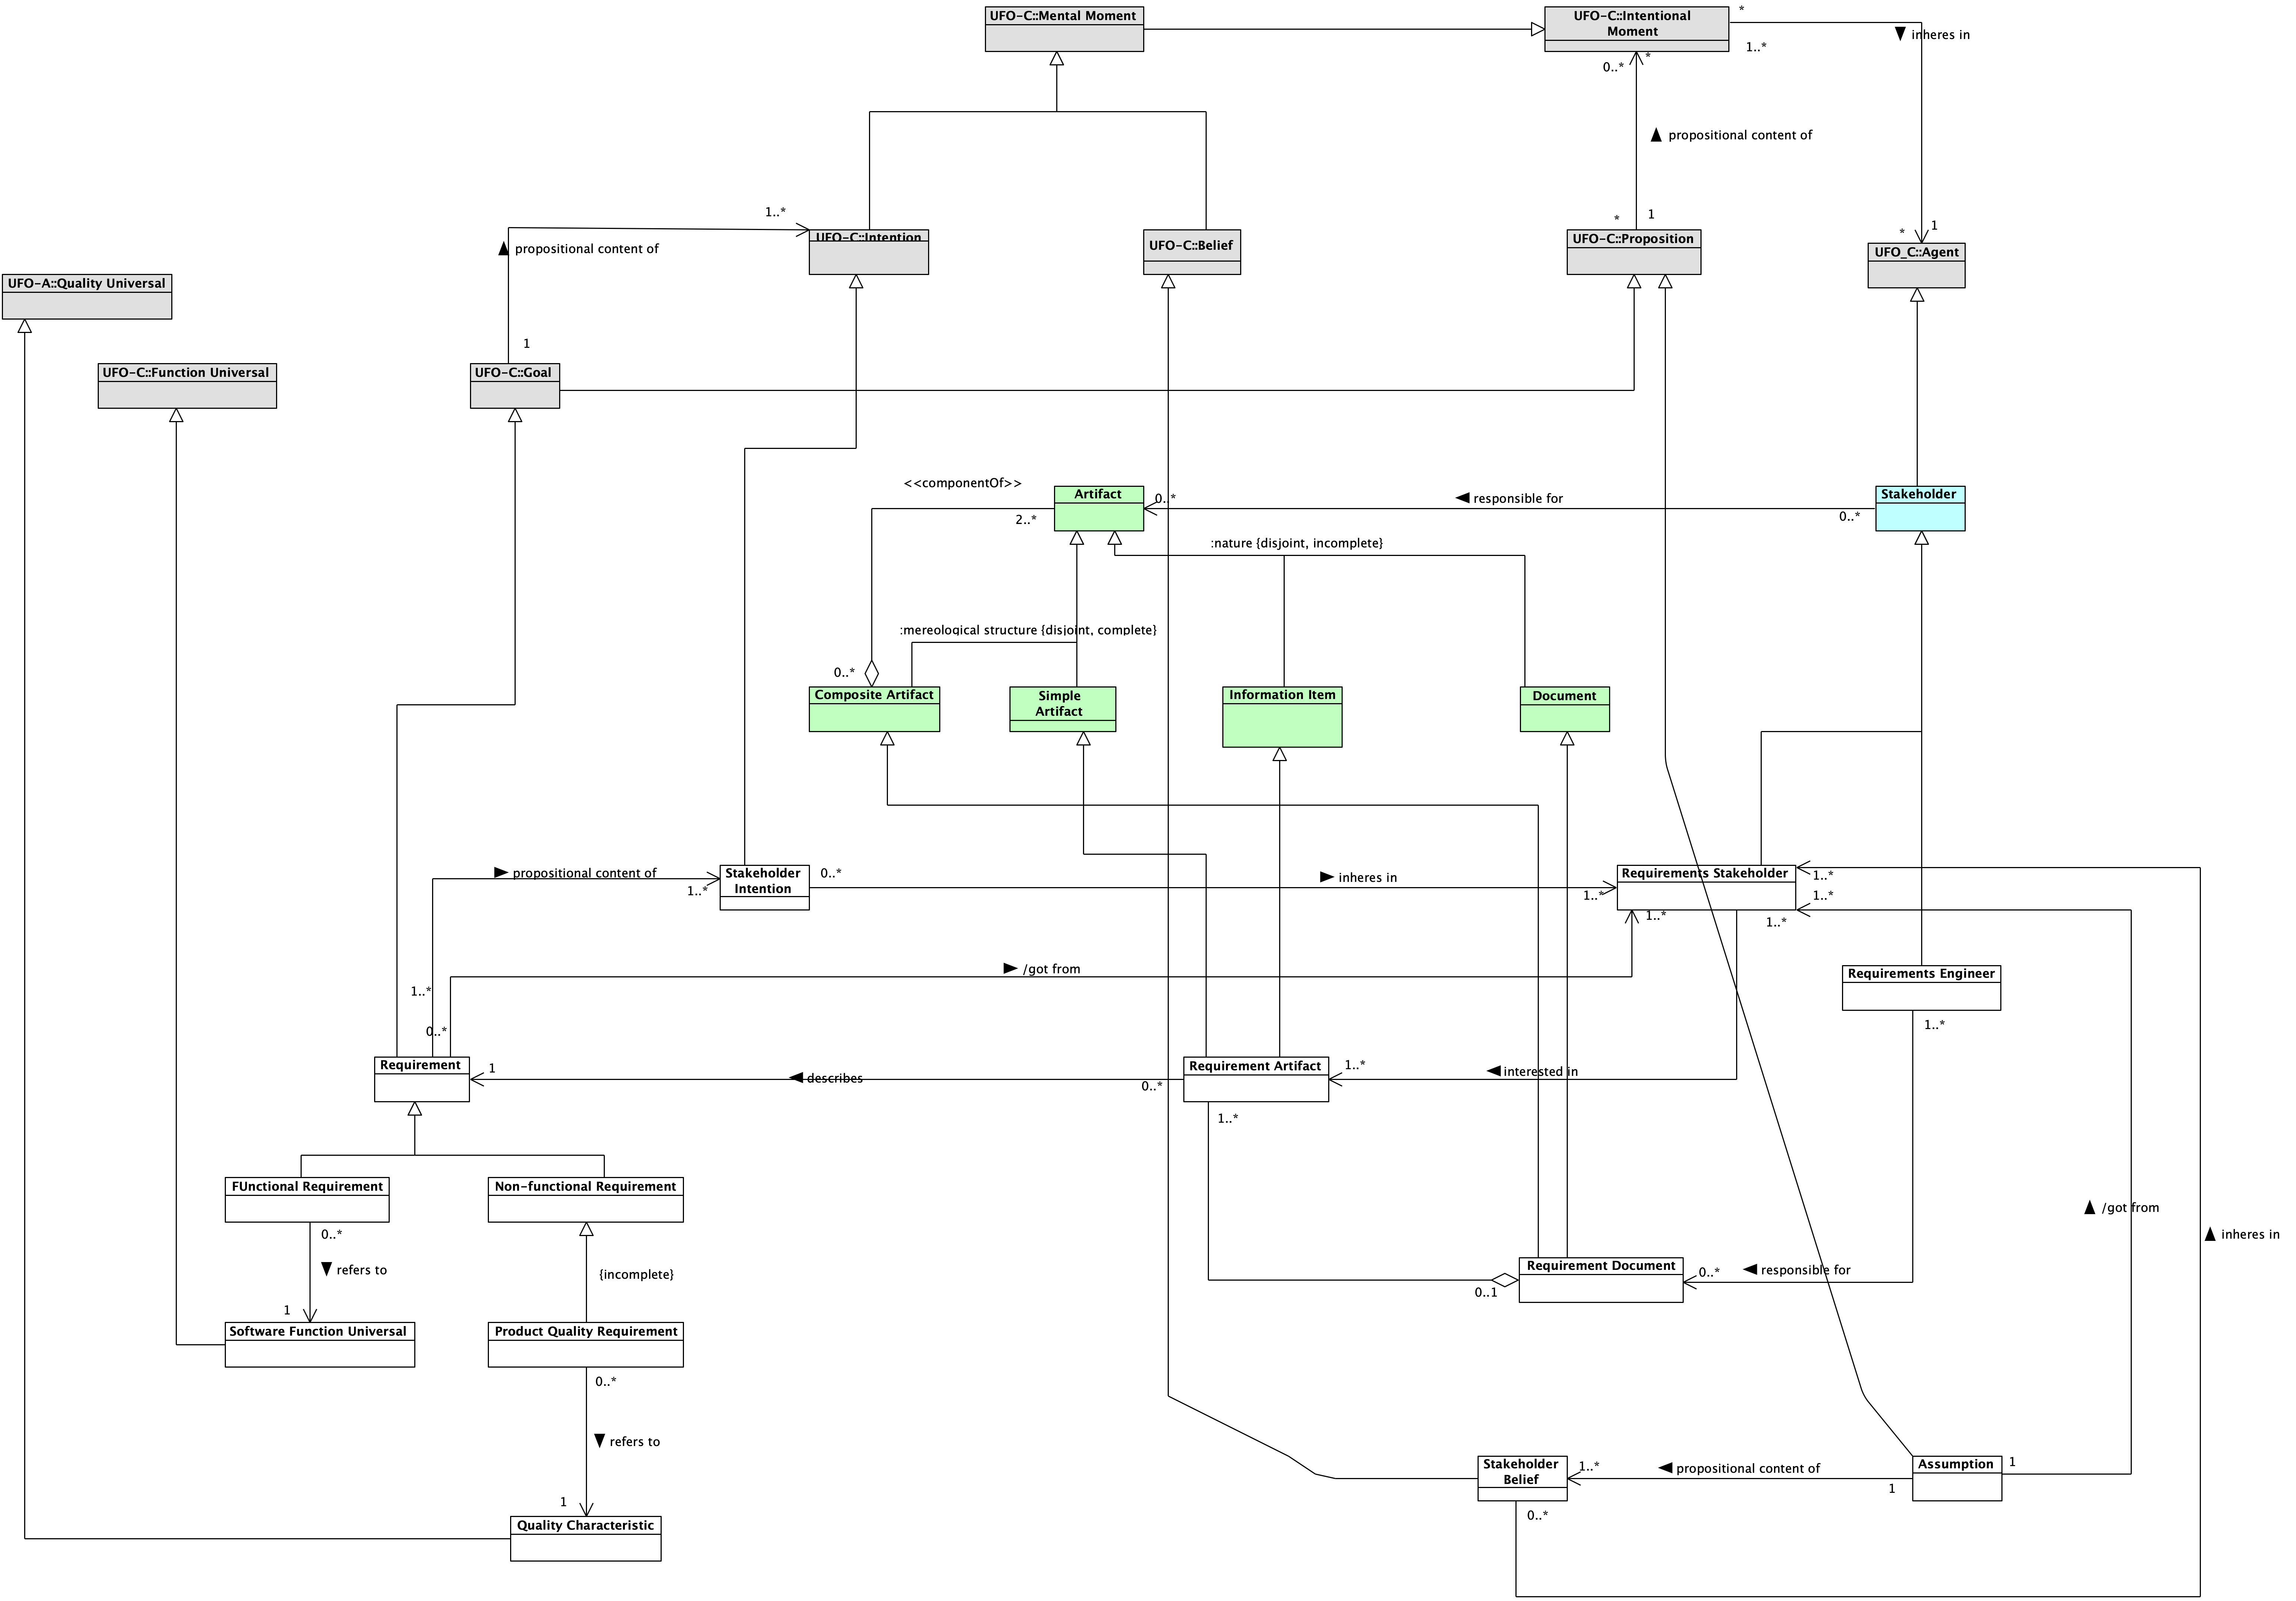 UFO-C::Mental Moment
UFO-C::Intentional
Moment
*
1..*
inheres in
0..*
*
propositional content of
1..*
propositional content of
UFO-C::Intention
UFO-C::Belief
*
1
UFO-C::Proposition
*
1
UFO_C::Agent
UFO-A::Quality Universal
1
UFO-C::Function Universal
UFO-C::Goal
<<componentOf>>
2..*
Artifact
0..*
responsible for
0..*
Stakeholder
:nature {disjoint, incomplete}
:mereological structure {disjoint, complete}
0..*
Composite Artifact
Simple
Artifact
Information Item
Document
propositional content of
1..*
Stakeholder
Intention
0..*
inheres in
1..*
Requirements Stakeholder
1..*
1..*
1..*
1..*
/got from
1..*
0..*
Requirements Engineer
1..*
Requirement
1
describes
0..*
Requirement Artifact
1..*
interested in
1..*
FUnctional Requirement
Non-functional Requirement
0..*
refers to
1
{incomplete}
/got from
inheres in
Requirement Document
0..1
0..*
responsible for
Software Function Universal
Product Quality Requirement
0..*
refers to
1
Quality Characteristic
Stakeholder
Belief
1..*
propositional content of
1
Assumption
1
0..*